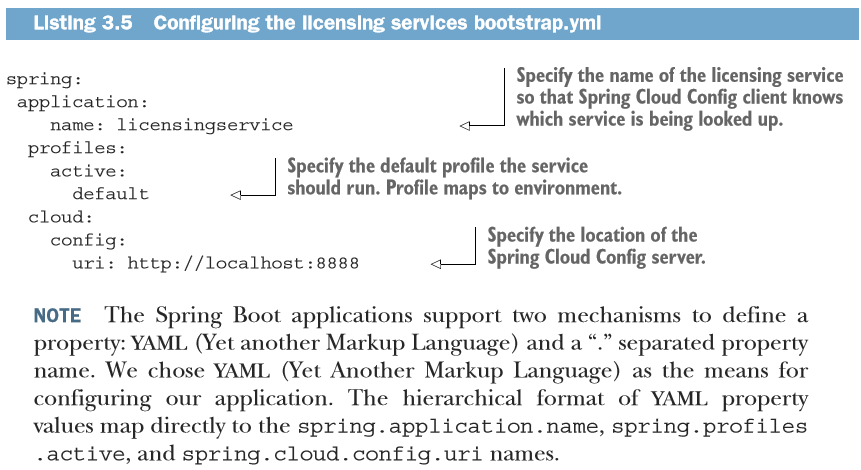 Listing 3.5 Configuring the licensing services bootstrap.yml
spring:
application:
name: licensingservice
Specify the name of the licensing service
so that Spring Cloud Config client knows
which service is being looked up.
profiles:
active:
default
Specify the default profile the service
should run. Profile maps to environment.
cloud:
config:
uri: http://localhost:8888
Specify the location of the
Spring Cloud Config server.
NOTE The Spring Boot applications support two mechanisms to define a
property: YAML (Yet another Markup Language) and a “.” separated property
name. We chose YAML (Yet Another Markup Language) as the means for
configuring our application. The hierarchical format of YAML property
values map directly to the spring.application.name, spring.profiles
.active, and spring.cloud.config.uri names.